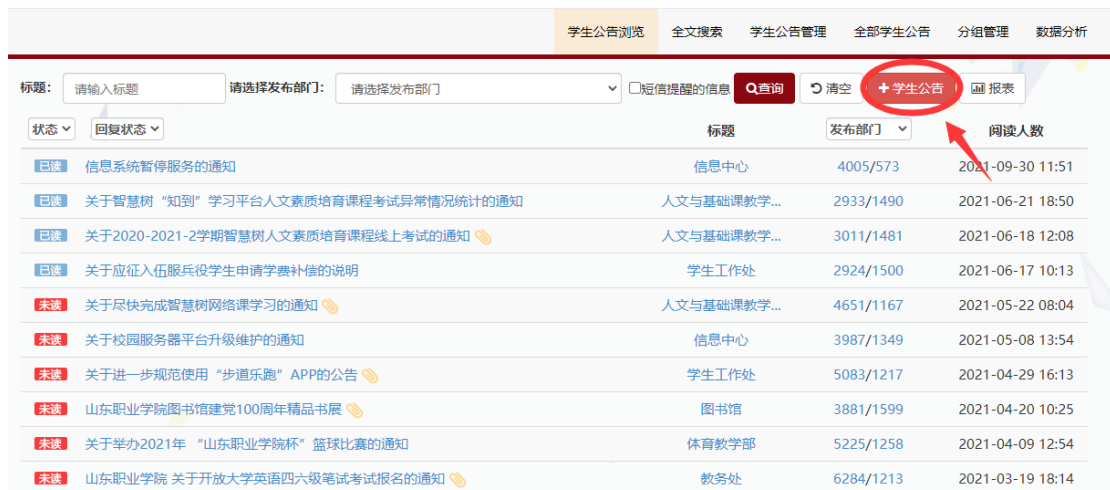 学生公告浏览 全文搜索 学生公告管理 全部学生公告 分组管理 数据分析
标题： 请输入标题 请选择发布部门： 请选择发布部门 短信提醒的信息 查询 清空 学生公告 报表
状态 回复状态 标题 发布部门 阅读人数
已读 信息系统暂停服务的通知 信息中心 4005/573 2021-09-30 11:51
已读 关于智慧树“知到”学习平台人文素质培育课程考试异常情况统计的通知 人文与基础课教学... 2933/1490 2021-06-21 18:50
已读 关于2020-2021-2学期智慧树人文素质培育课程线上考试的通知 人文与基础课教学... 3011/1481 2021-06-18 12:08
已读 关于应征入伍服兵役学生申请学费补偿的说明 学生工作处 2924/1500 2021-06-17 10:13
未读 关于尽快完成智慧树网络课学习的通知 人文与基础课教学... 4651/1167 2021-05-22 08:04
未读 关于校园服务器平台升级维护的通知 信息中心 3987/1349 2021-05-08 13:54
未读 关于进一步规范使用“步道乐跑”APP的公告 学生工作处 5083/1217 2021-04-29 16:13
未读 山东职业学院图书馆建党100周年精品书展 图书馆 3881/1599 2021-04-20 10:25
未读 关于举办2021年 “山东职业学院杯”篮球比赛的通知 体育教学部 5225/1258 2021-04-09 12:54
未读 山东职业学院 关于开放大学英语四六级笔试考试报名的通知 教务处 6284/1213 2021-03-19 18:14